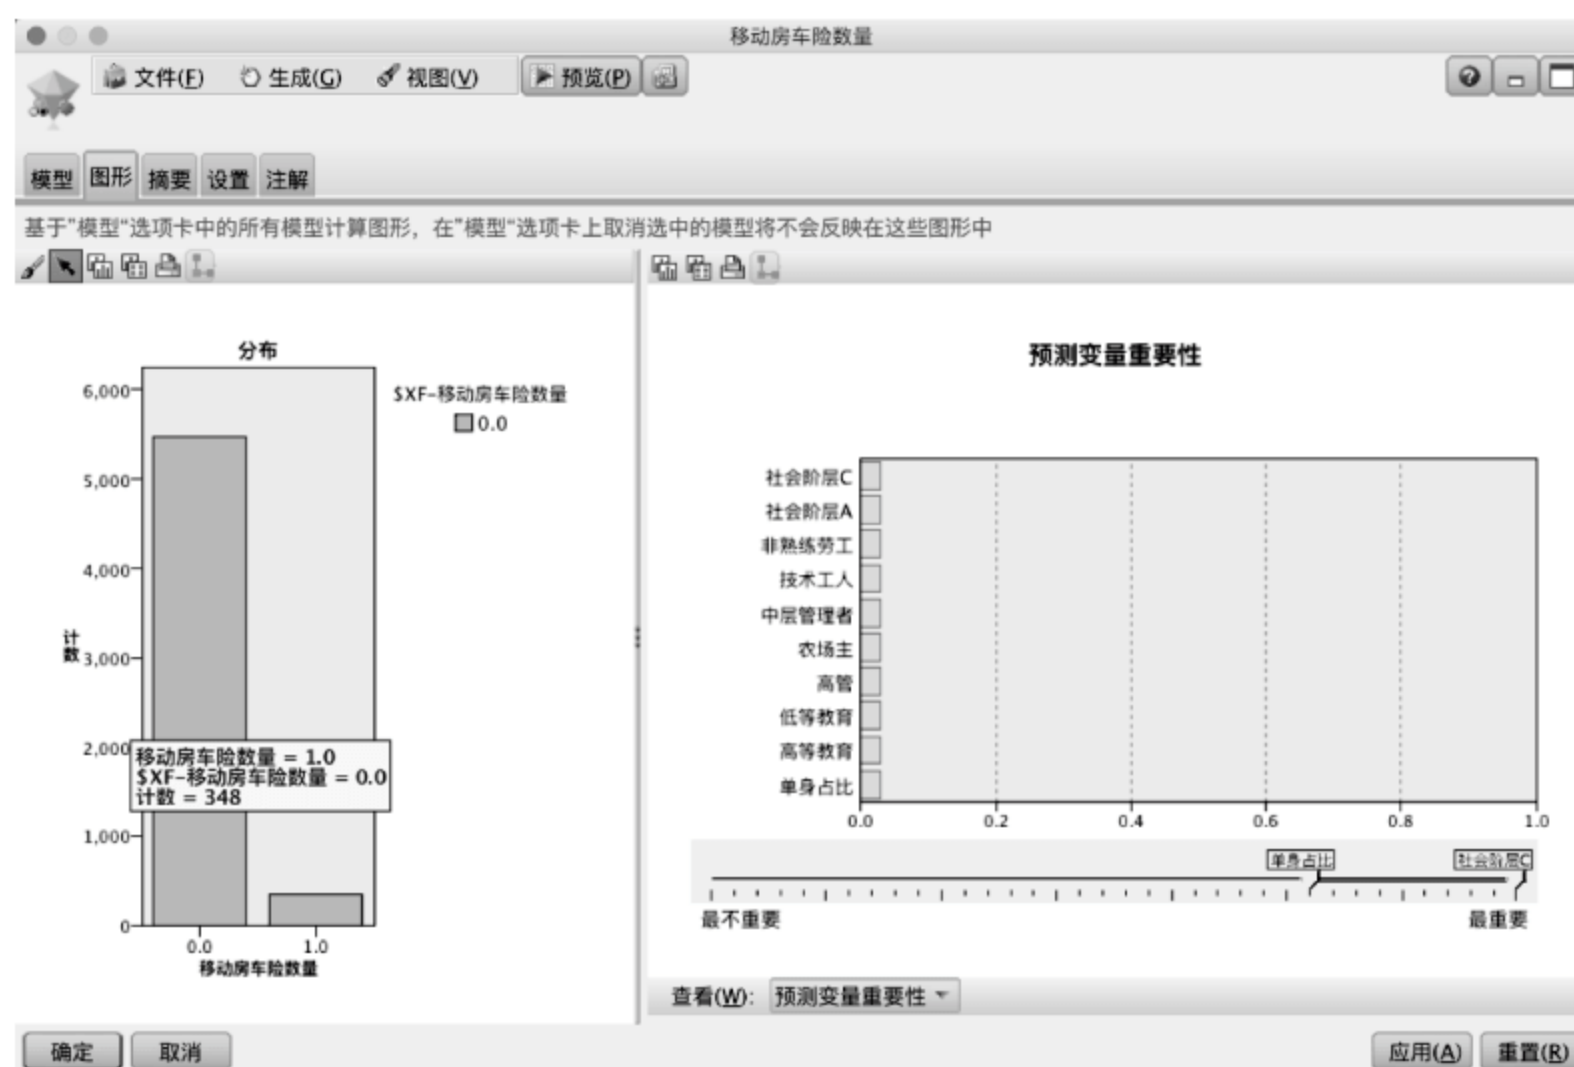 移动房车险数量
文件(F) 生成(G) 视图(V) 预览(P)
模型 图形 摘要 设置 注解
基于"模型"选项卡中的所有模型计算图形，在"模型"选项卡上取消选中的模型将不会反映在这些图形中
分布
$XF-移动房车险数量
0.0
6,000
5,000
4,000
3,000
2,000
1,000
0
计数
移动房车险数量 = 1.0
$XF-移动房车险数量 = 0.0
计数 = 348
0.0 1.0
移动房车险数量
预测变量重要性
社会阶层C
社会阶层A
非熟练劳工
技术工人
中层管理者
农场主
高管
低等教育
高等教育
单身占比
0.0 0.2 0.4 0.6 0.8 1.0
单身占比 社会阶层C
最不重要 最重要
查看(W): 预测变量重要性
确定 取消 应用(A) 重置(R)